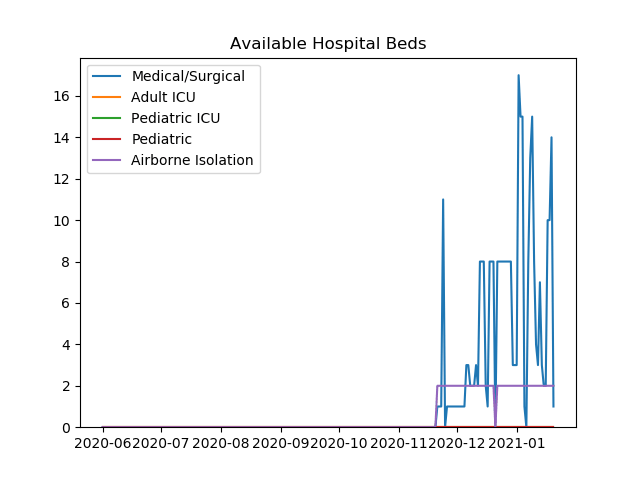 Available Hospital Beds
Medical/Surgical
Adult ICU
Pediatric ICU
Pediatric
Airborne Isolation
16
14
12
10
8
6
4
2
0
2020-06 2020-07 2020-08 2020-09 2020-10 2020-11 2020-12 2021-01